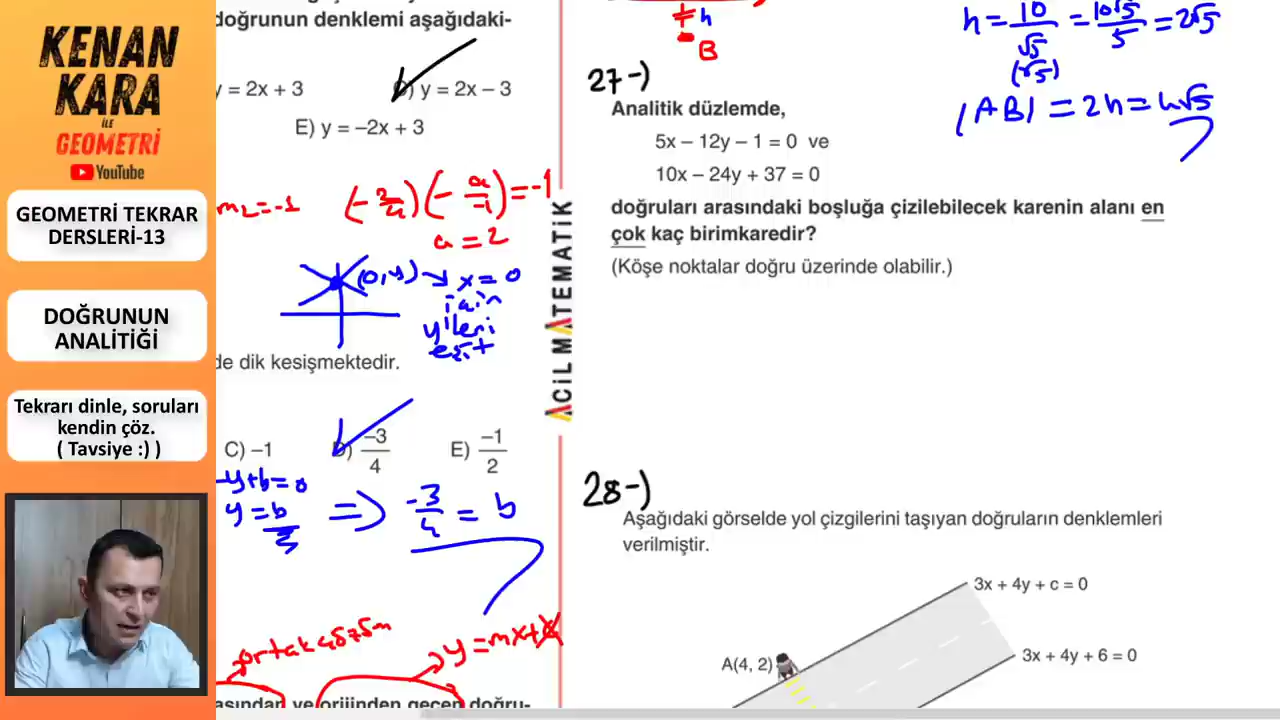 KENAN
KARA
İLE
GEOMETRİ
YouTube
GEOMETRİ TEKRAR
DERSLERİ-13
DOĞRUNUN
ANALİTİĞİ
Tekrarı dinle, soruları
kendin çöz.
( Tavsiye :) )
doğrunun denklemi aşağıdaki-
y = 2x + 3
y = 2x – 3
E) y = –2x + 3
m₂=-1
a = 2
(0,y) → x = 0
için
y'leri
eşit
de dik kesişmektedir.
C) –1
D) –3/4
E) –1/2
-y+b=0
y = b
⇒ -3/4 = b
ortak çözüm
y = mx+
asından ve orijinden geçen doğru-
ACİL MATEMATİK
h
B
h = 10/√5 = 10√5/5 = 2√5
(√5)
|AB| = 2h = 4√5
27-)
Analitik düzlemde,
5x – 12y – 1 = 0 ve
10x – 24y + 37 = 0
doğruları arasındaki boşluğa çizilebilecek karenin alanı en
çok kaç birimkaredir?
(Köşe noktalar doğru üzerinde olabilir.)
28-)
Aşağıdaki görselde yol çizgilerini taşıyan doğruların denklemleri
verilmiştir.
3x + 4y + c = 0
3x + 4y + 6 = 0
A(4, 2)